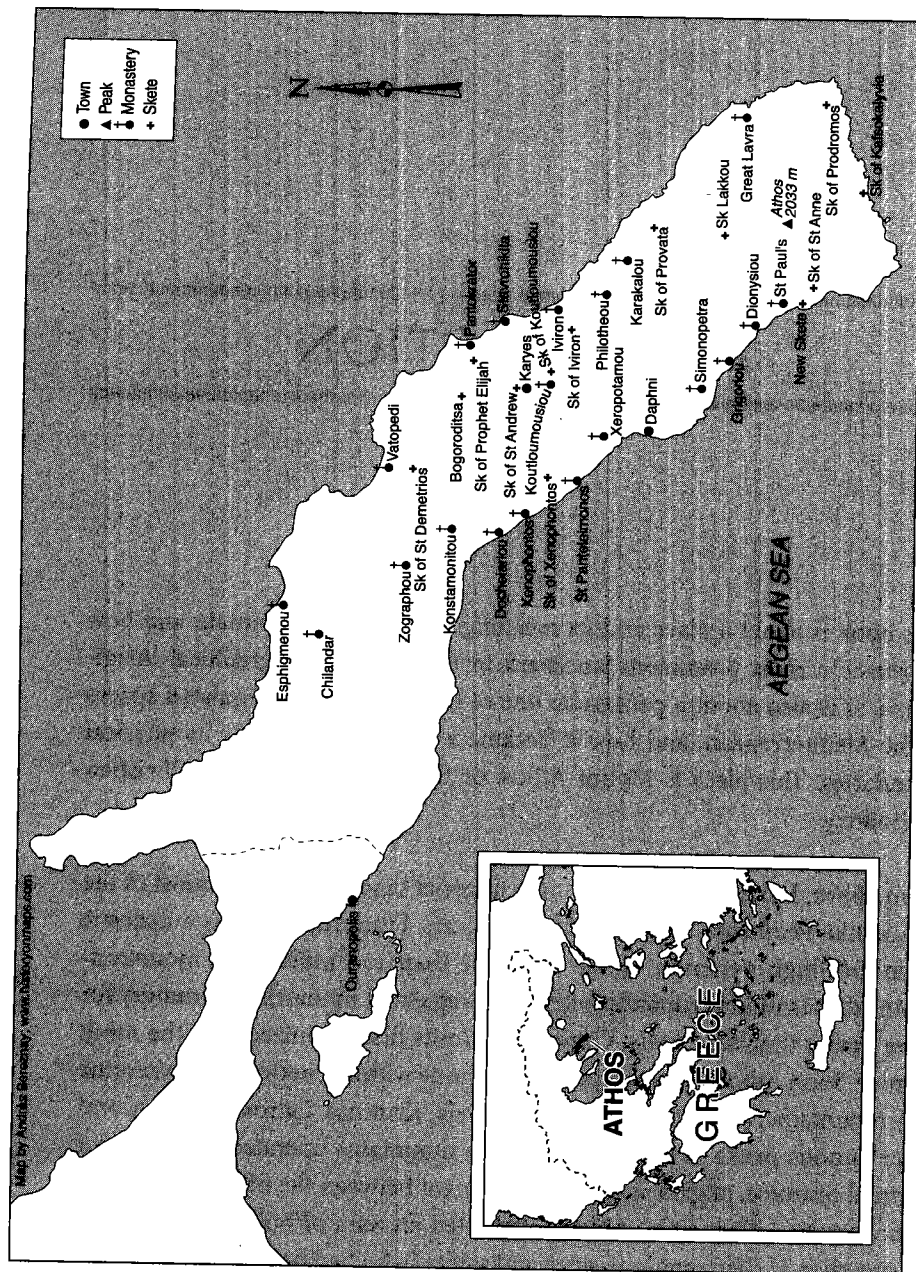 Map by András Bereznay; www.historyonmaps.com
Town
Peak
Monastery
Skete
N
Ouranopolis
Esphigmenou
Chilandar
Vatopedi
Sk of St Demetrios
Zographou
Konstamonitou
Bogoroditsa
Pantokrator
Sk of Prophet Elijah
Stavronikita
Docheiariou
Xenophontos
Sk of Xenophontos
St Panteleimonos
Sk of St Andrew
Karyes
Koutloumousiou
Sk of Koutloumousiou
Iviron
Sk of Iviron
Philotheou
Xeropotamou
Karakalou
Daphni
Sk of Provata
Simonopetra
Grigoriou
Dionysiou
Sk Lakkou
Great Lavra
St Paul's
Athos
2033 m
New Skete
Sk of St Anne
Sk of Prodromos
Sk of Kafsokalyvia
AEGEAN SEA
ATHOS
GREECE